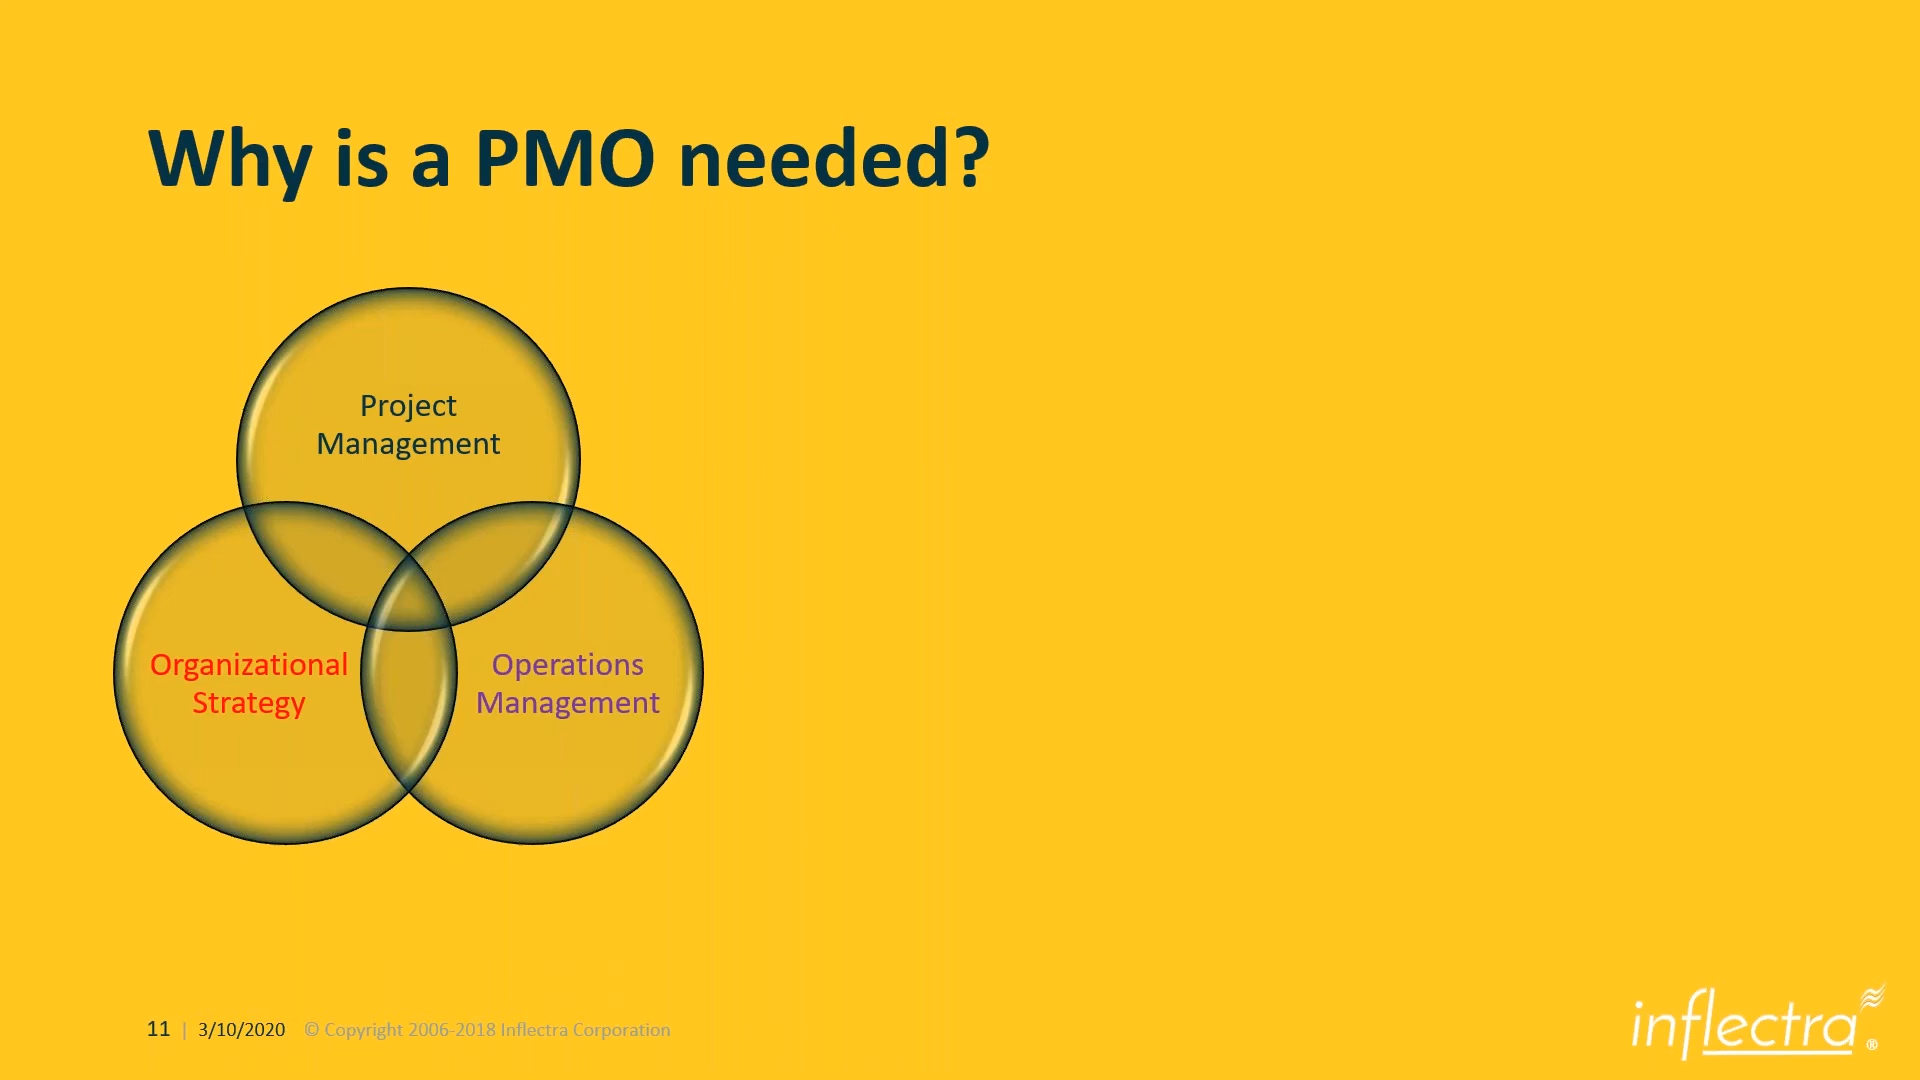 Why is a PMO needed?
Project
Management
Organizational
Strategy
Operations
Management
11 | 3/10/2020 © Copyright 2006-2018 Inflectra Corporation
inflectra®